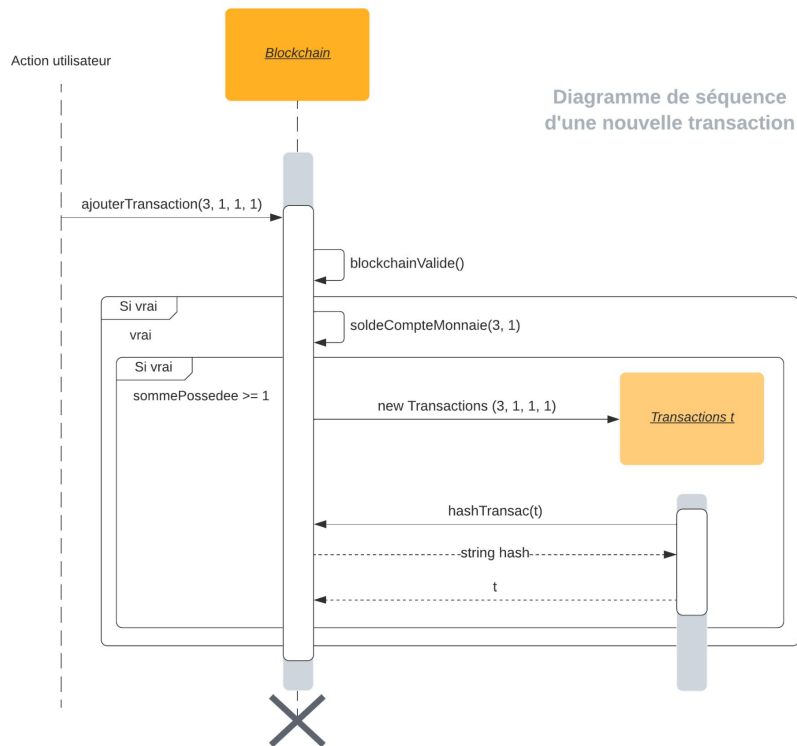 Action utilisateur
Blockchain
Diagramme de séquence
d'une nouvelle transaction
ajouterTransaction(3, 1, 1, 1)
blockchainValide()
Si vrai
vrai
soldeCompteMonnaie(3, 1)
Si vrai
sommePossedee >= 1
new Transactions (3, 1, 1, 1)
Transactions t
hashTransac(t)
string hash
t